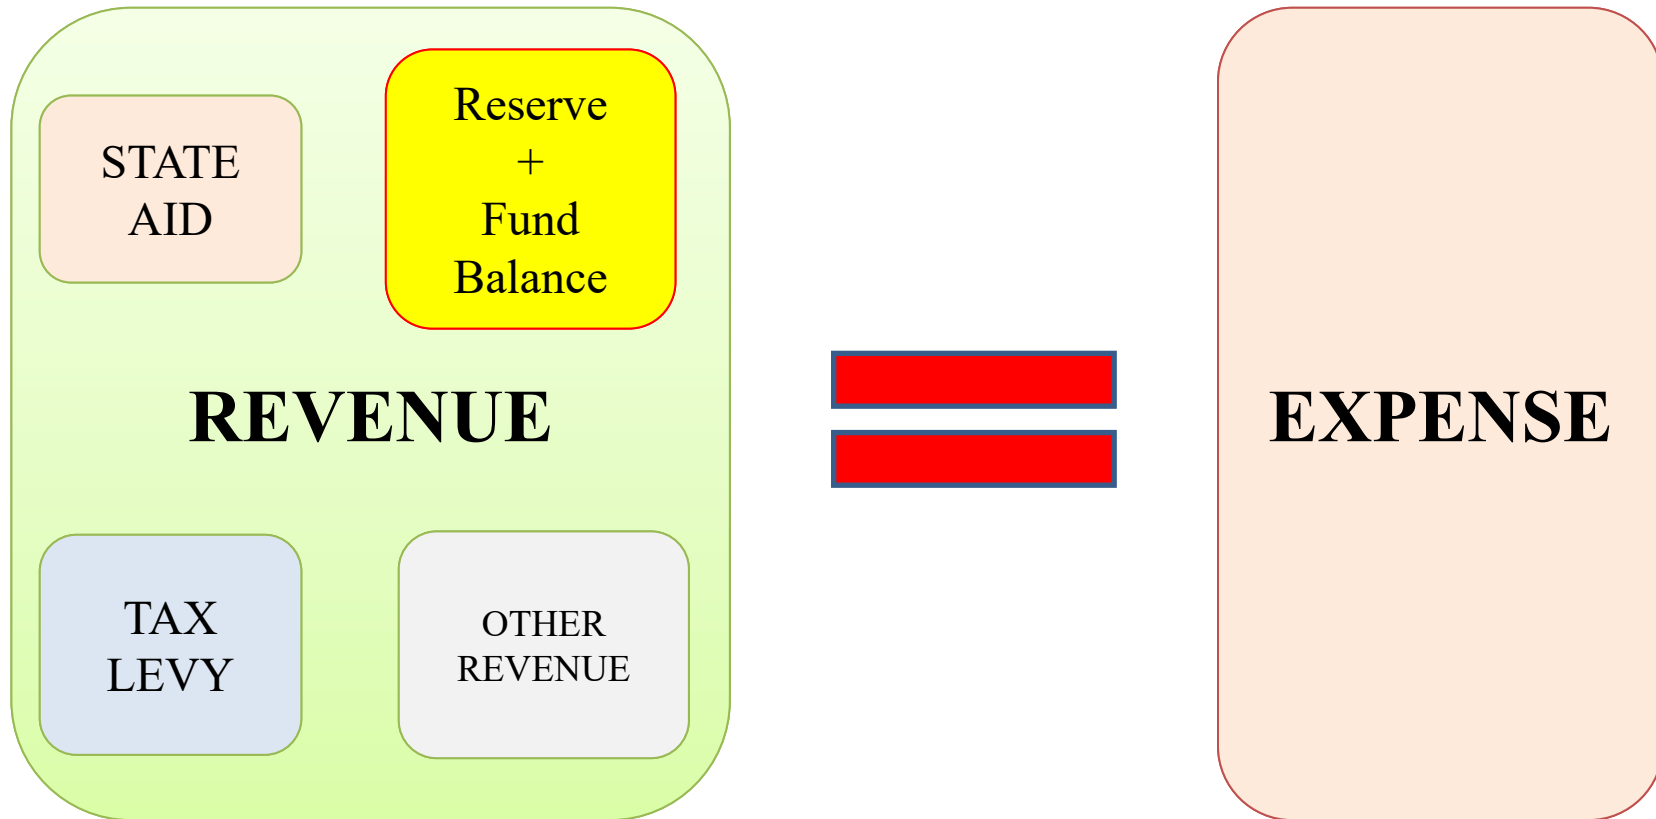 STATE
AID
Reserve
+
Fund
Balance
REVENUE
TAX
LEVY
OTHER
REVENUE
EXPENSE